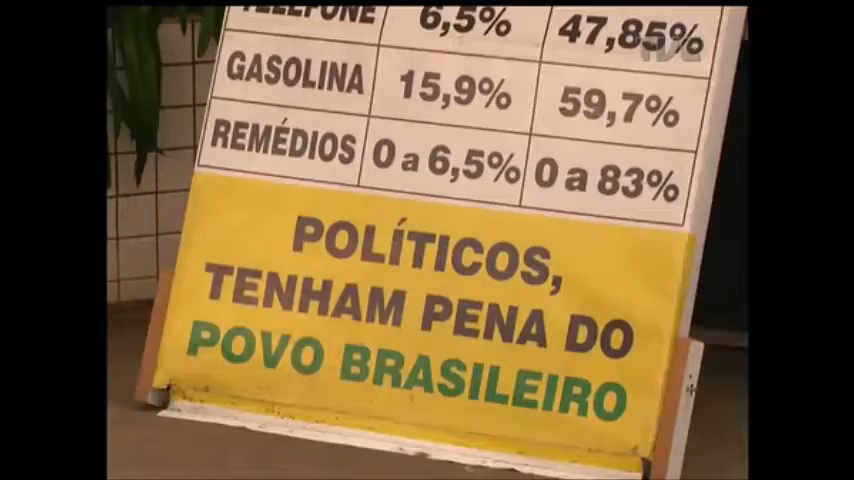 TELEFONE 6,5% 47,85%
GASOLINA 15,9% 59,7%
REMÉDIOS 0 a 6,5% 0 a 83%
POLÍTICOS,
TENHAM PENA DO
POVO BRASILEIRO